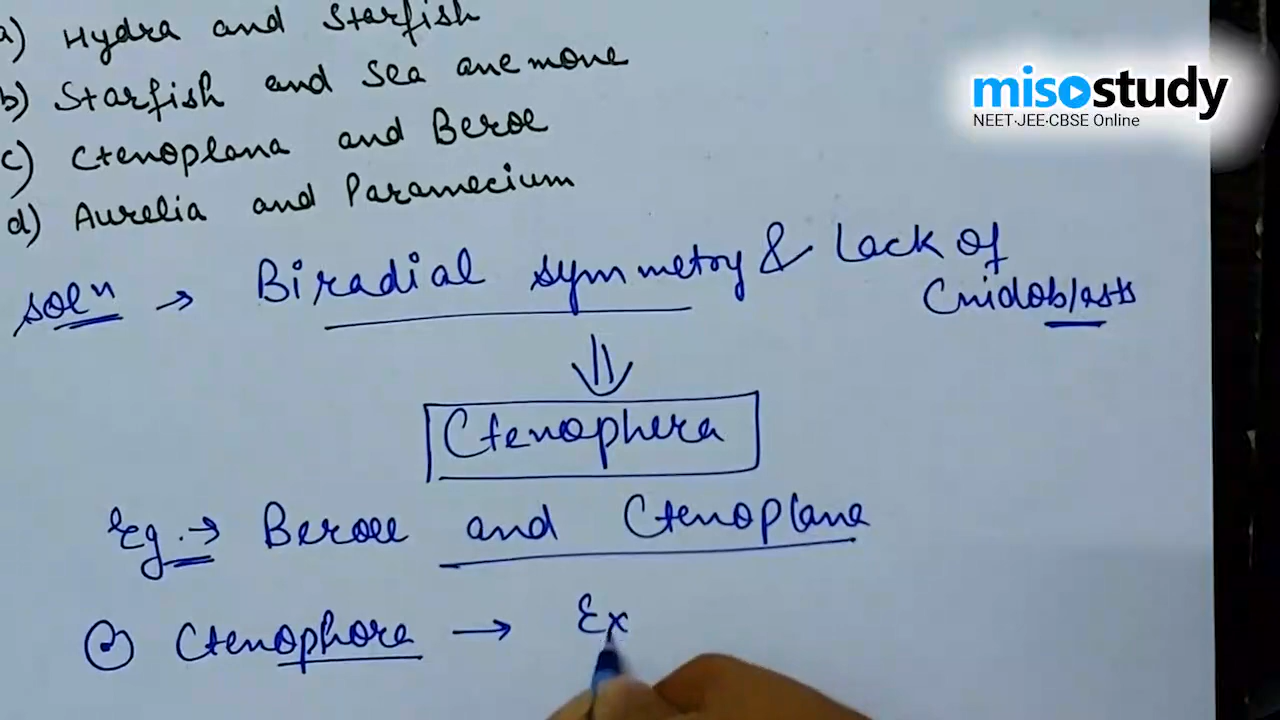 a) Hydra and Starfish
b) Starfish and Sea anemone
c) Ctenoplana and Beroe
d) Aurelia and Paramecium
misostudy
NEET-JEE-CBSE Online
Soln → Biradial symmetry & Lack of
Cnidoblasts
Ctenophera
Eg. → Beroe and Ctenoplana
Ctenophora → Ex